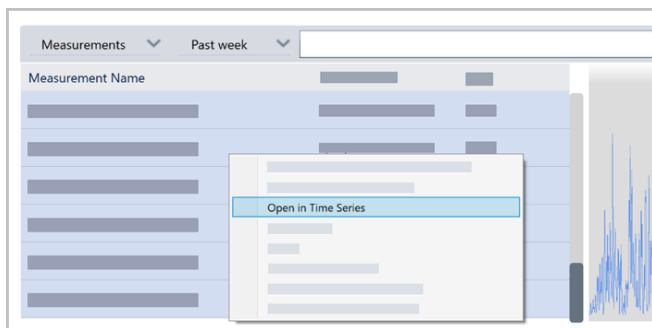 Measurements Past week
Measurement Name
Open in Time Series